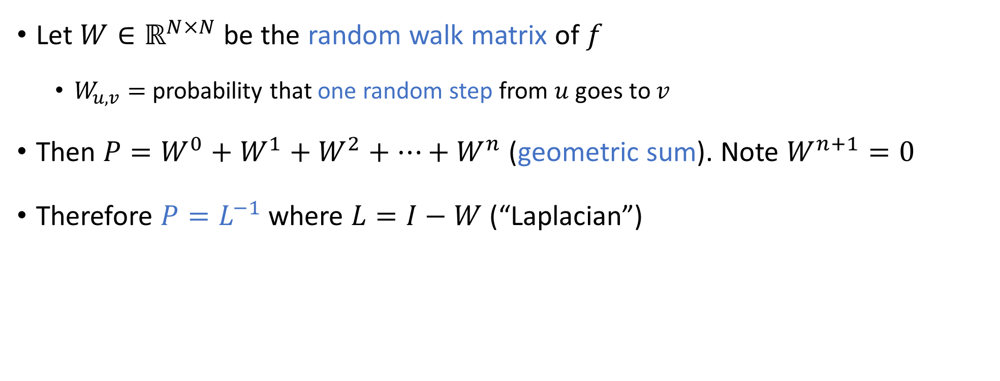 • Let $W \in \mathbb{R}^{N \times N}$ be the random walk matrix of $f$
• $W_{u,v}$ = probability that one random step from $u$ goes to $v$
• Then $P = W^0 + W^1 + W^2 + \cdots + W^n$ (geometric sum). Note $W^{n+1} = 0$
• Therefore $P = L^{-1}$ where $L = I - W$ (“Laplacian”)